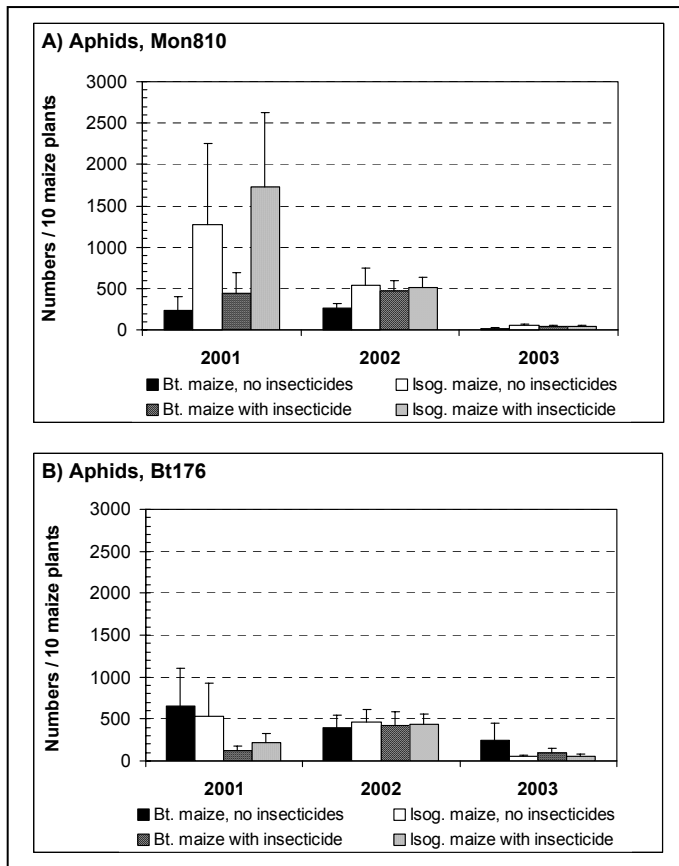 A) Aphids, Mon810
Numbers / 10 maize plants
3000
2500
2000
1500
1000
500
0
2001 2002 2003
Bt. maize, no insecticides Isog. maize, no insecticides
Bt. maize with insecticide Isog. maize with insecticide
B) Aphids, Bt176
Numbers / 10 maize plants
3000
2500
2000
1500
1000
500
0
2001 2002 2003
Bt. maize, no insecticides Isog. maize, no insecticides
Bt. maize with insecticide Isog. maize with insecticide